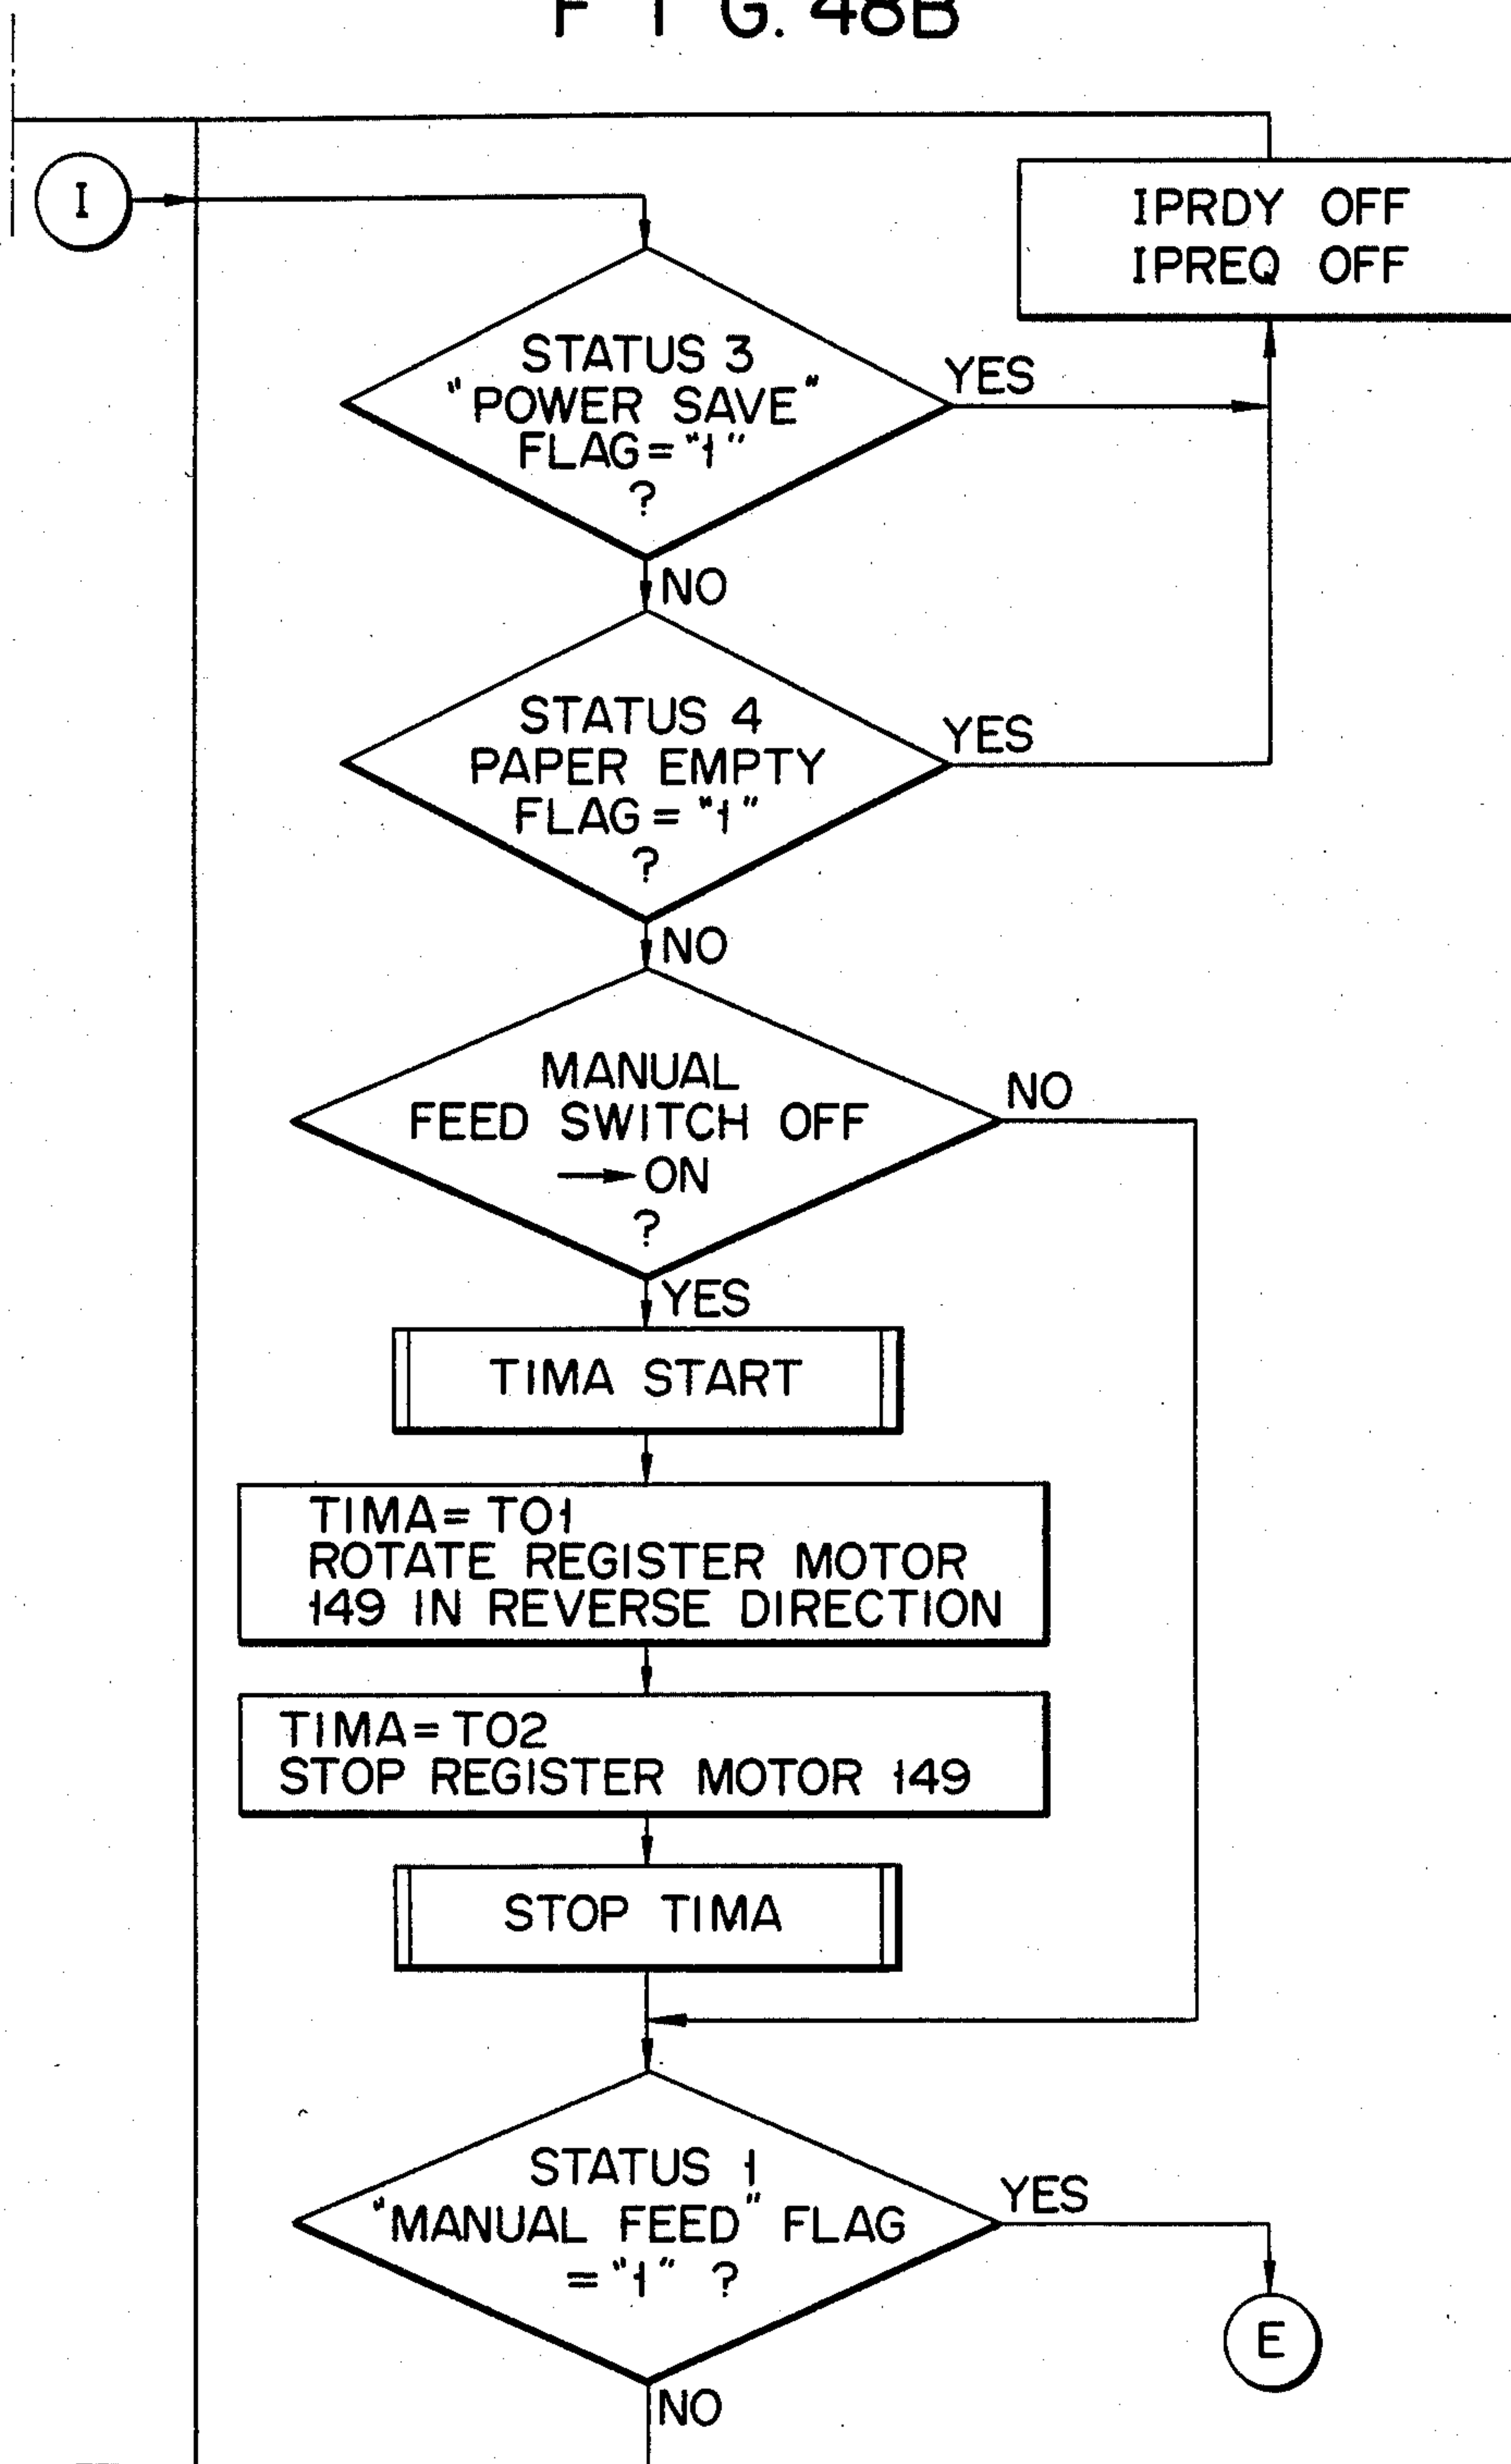 F I G. 48B
I
IPRDY OFF
IPREQ OFF
STATUS 3
"POWER SAVE"
FLAG="1"
?
YES
NO
STATUS 4
PAPER EMPTY
FLAG="1"
?
YES
NO
MANUAL
FEED SWITCH OFF
→ON
?
NO
YES
TIMA START
TIMA=TO1
ROTATE REGISTER MOTOR
149 IN REVERSE DIRECTION
TIMA=TO2
STOP REGISTER MOTOR 149
STOP TIMA
STATUS 1
"MANUAL FEED" FLAG
="1" ?
YES
E
NO